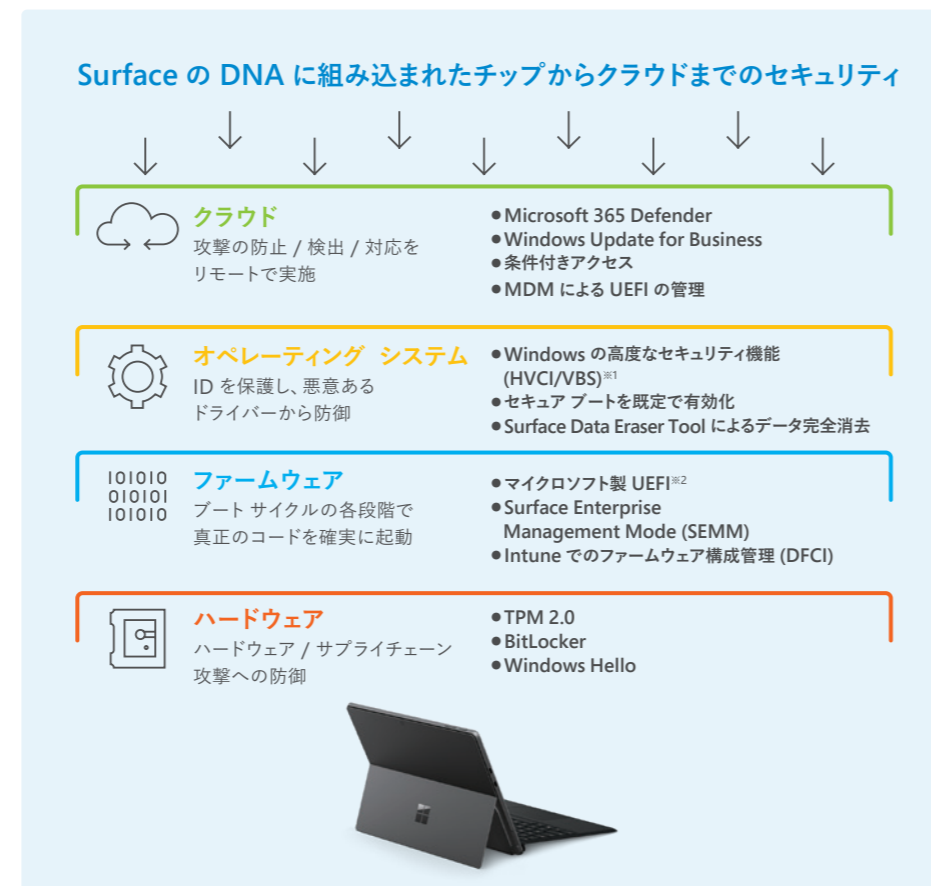 Surface の DNA に組み込まれたチップからクラウドまでのセキュリティ
クラウド
攻撃の防止 / 検出 / 対応を
リモートで実施
●Microsoft 365 Defender
●Windows Update for Business
●条件付きアクセス
●MDM による UEFI の管理
オペレーティング システム
ID を保護し、悪意ある
ドライバーから防御
●Windows の高度なセキュリティ機能
(HVCI/VBS)※1
●セキュア ブートを既定で有効化
●Surface Data Eraser Tool によるデータ完全消去
101010
010101
101010
ファームウェア
ブート サイクルの各段階で
真正のコードを確実に起動
●マイクロソフト製 UEFI※2
●Surface Enterprise
Management Mode (SEMM)
●Intune でのファームウェア構成管理 (DFCI)
ハードウェア
ハードウェア / サプライチェーン
攻撃への防御
●TPM 2.0
●BitLocker
●Windows Hello